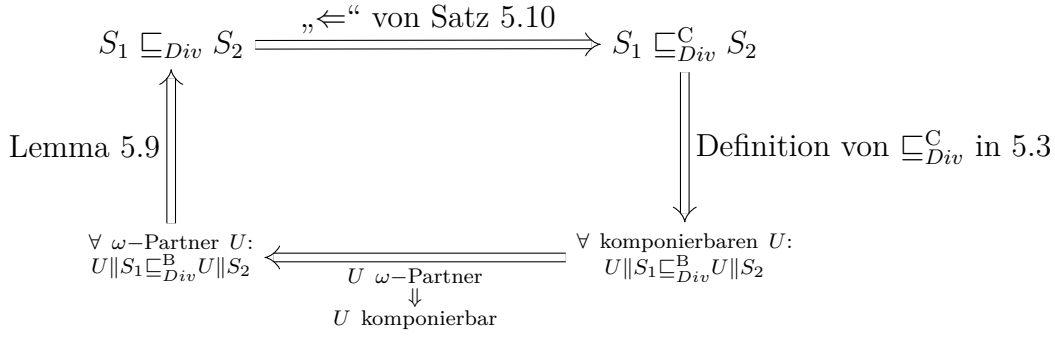 „⇐“ von Satz 5.10
S₁ ⊑_Div S₂ ⟹ S₁ ⊑^C_Div S₂
Lemma 5.9
Definition von ⊑^C_Div in 5.3
∀ ω−Partner U:
U∥S₁⊑^B_Div U∥S₂
∀ komponierbaren U:
U∥S₁⊑^B_Div U∥S₂
U ω−Partner
⇓
U komponierbar